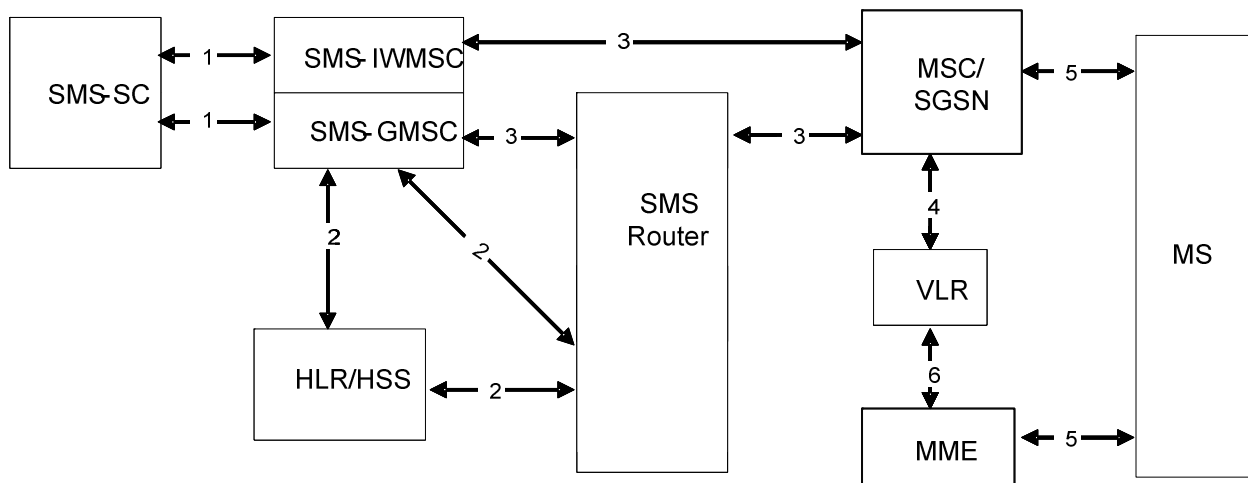 SMS-SC
1
1
SMS-IWMSC
SMS-GMSC
3
3
SMS
Router
3
MSC/
SGSN
5
4
2
2
VLR
MS
HLR/HSS
2
6
MME
5